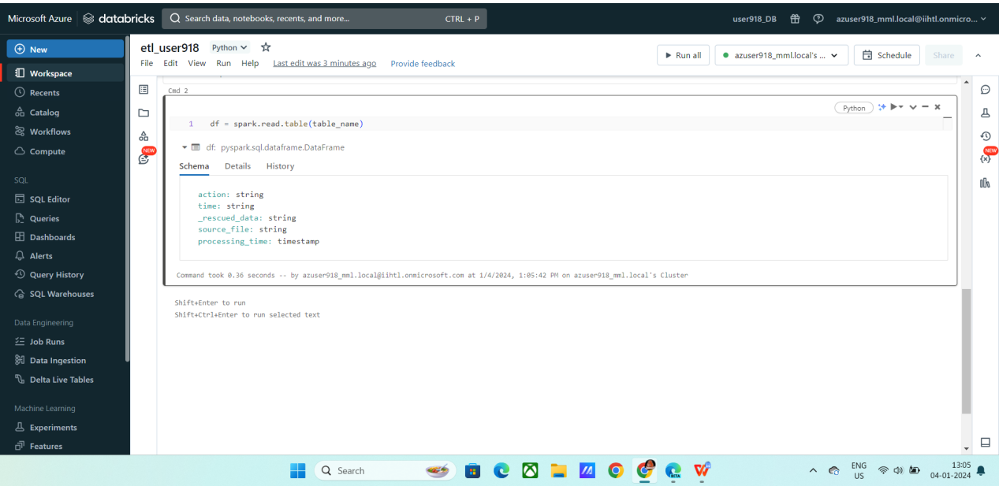 Microsoft Azure databricks Search data, notebooks, recents, and more... CTRL + P user918_DB azuser918_mml.local@iihtl.onmicro...
New
Workspace
Recents
Catalog
Workflows
Compute
SQL
SQL Editor
Queries
Dashboards
Alerts
Query History
SQL Warehouses
Data Engineering
Job Runs
Data Ingestion
Delta Live Tables
Machine Learning
Experiments
Features
etl_user918 Python
File Edit View Run Help Last edit was 3 minutes ago Provide feedback
Run all azuser918_mml.local's ... Schedule Share
NEW
NEW
Cmd 2
Python
1 df = spark.read.table(table_name)
df: pyspark.sql.dataframe.DataFrame
Schema Details History
action: string
time: string
_rescued_data: string
source_file: string
processing_time: timestamp
Command took 0.36 seconds -- by azuser918_mml.local@iihtl.onmicrosoft.com at 1/4/2024, 1:05:42 PM on azuser918_mml.local's Cluster
Shift+Enter to run
Shift+Ctrl+Enter to run selected text
Search
BETA
ENG
US
13:05
04-01-2024